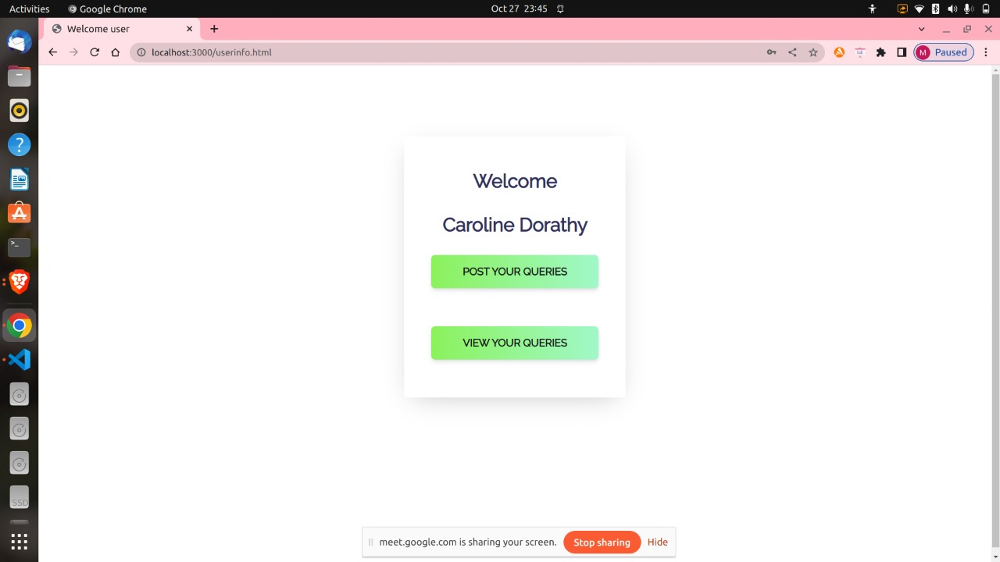 Activities Google Chrome Oct 27 23:45
Welcome user
localhost:3000/userinfo.html M Paused
Welcome
Caroline Dorathy
POST YOUR QUERIES
VIEW YOUR QUERIES
SSD
meet.google.com is sharing your screen. Stop sharing Hide